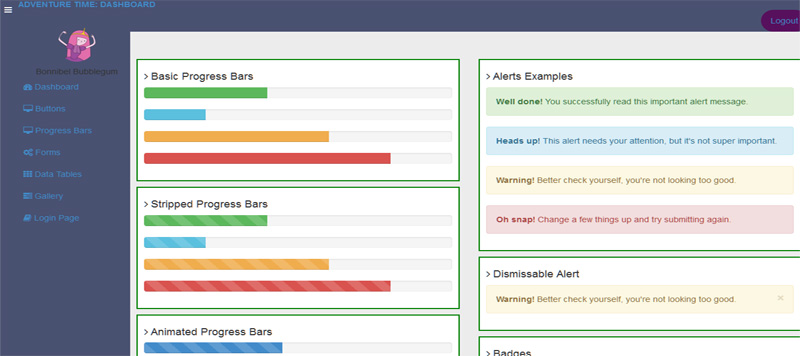 ADVENTURE TIME: DASHBOARD
Logout
Bonnibel Bubblegum
Dashboard
Buttons
Progress Bars
Forms
Data Tables
Gallery
Login Page
> Basic Progress Bars
> Stripped Progress Bars
> Animated Progress Bars
> Alerts Examples
Well done! You successfully read this important alert message.
Heads up! This alert needs your attention, but it's not super important.
Warning! Better check yourself, you're not looking too good.
Oh snap! Change a few things up and try submitting again.
> Dismissable Alert
Warning! Better check yourself, you're not looking too good. ×
> Badges